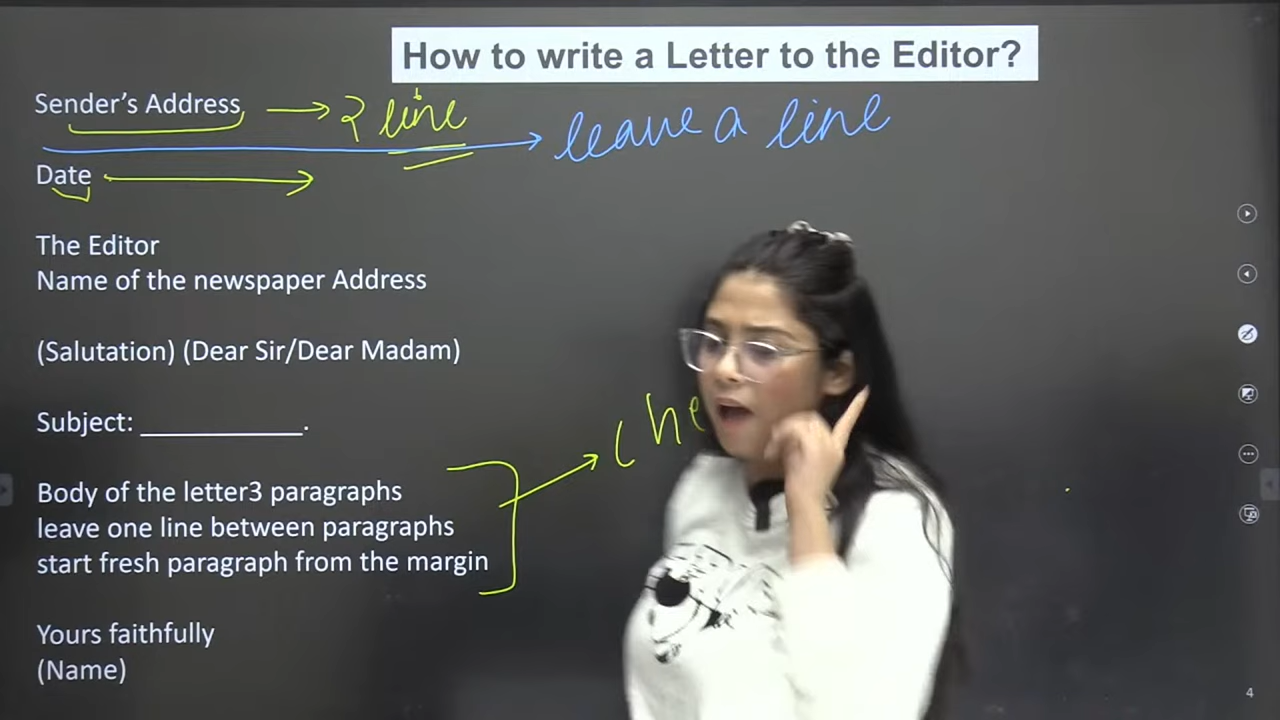 How to write a Letter to the Editor?
Sender's Address → 2 line
→ leave a line
Date
The Editor
Name of the newspaper Address
(Salutation) (Dear Sir/Dear Madam)
Subject: ___________.
Body of the letter3 paragraphs
leave one line between paragraphs
start fresh paragraph from the margin
Yours faithfully
(Name)
4